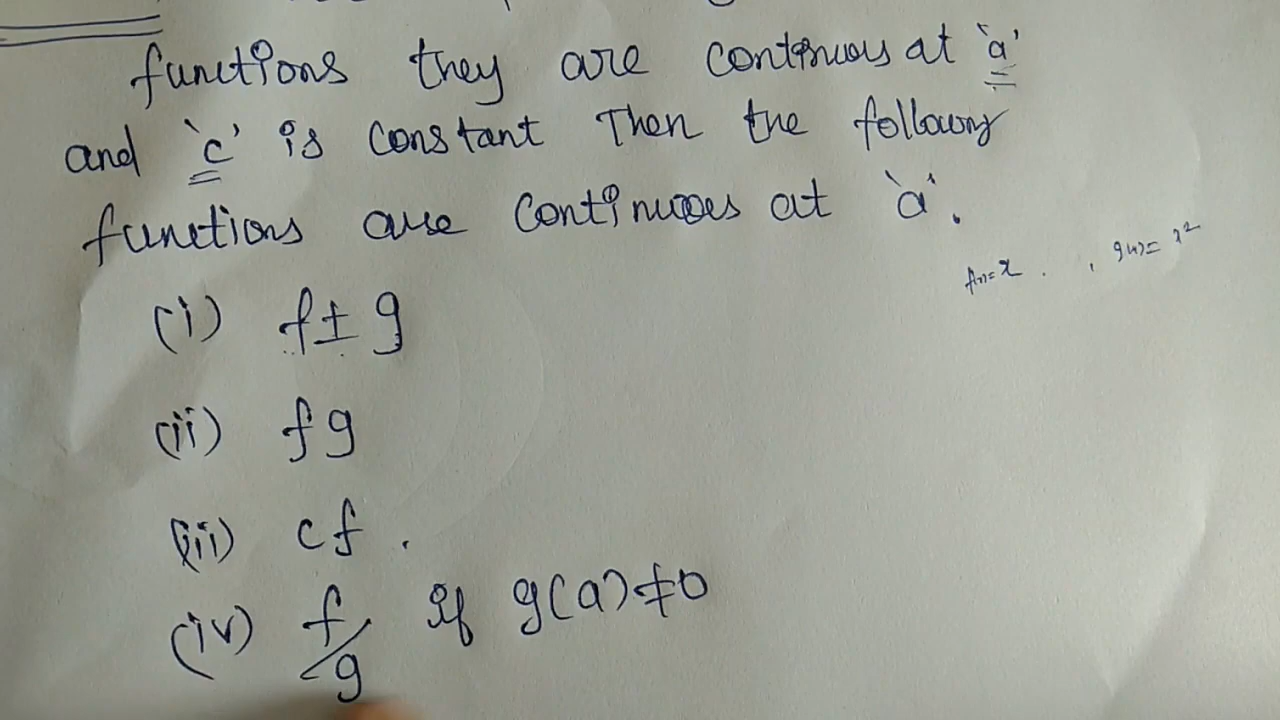 functions they are continuous at 'a'
and 'c' is constant Then the following
functions are continuous at 'a'.
f(x)=x . , g(x)= x²
(i) f±g
(ii) fg
(iii) cf .
(iv) f/g if g(a)≠0